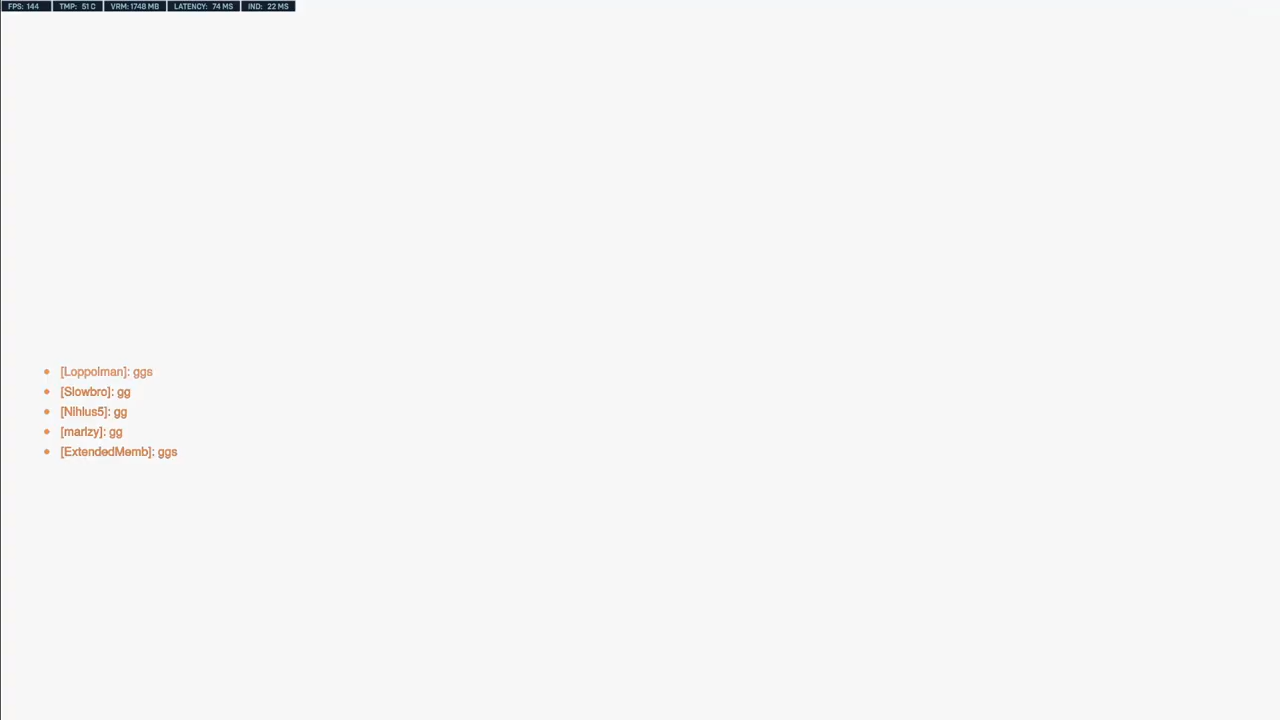 FPS: 144 TMP: 51 C VRM: 1748 MB LATENCY: 74 MS IND: 22 MS
[Loppolman]: ggs
[Slowbro]: gg
[Nihlus5]: gg
[marlzy]: gg
[ExtendedMemb]: ggs